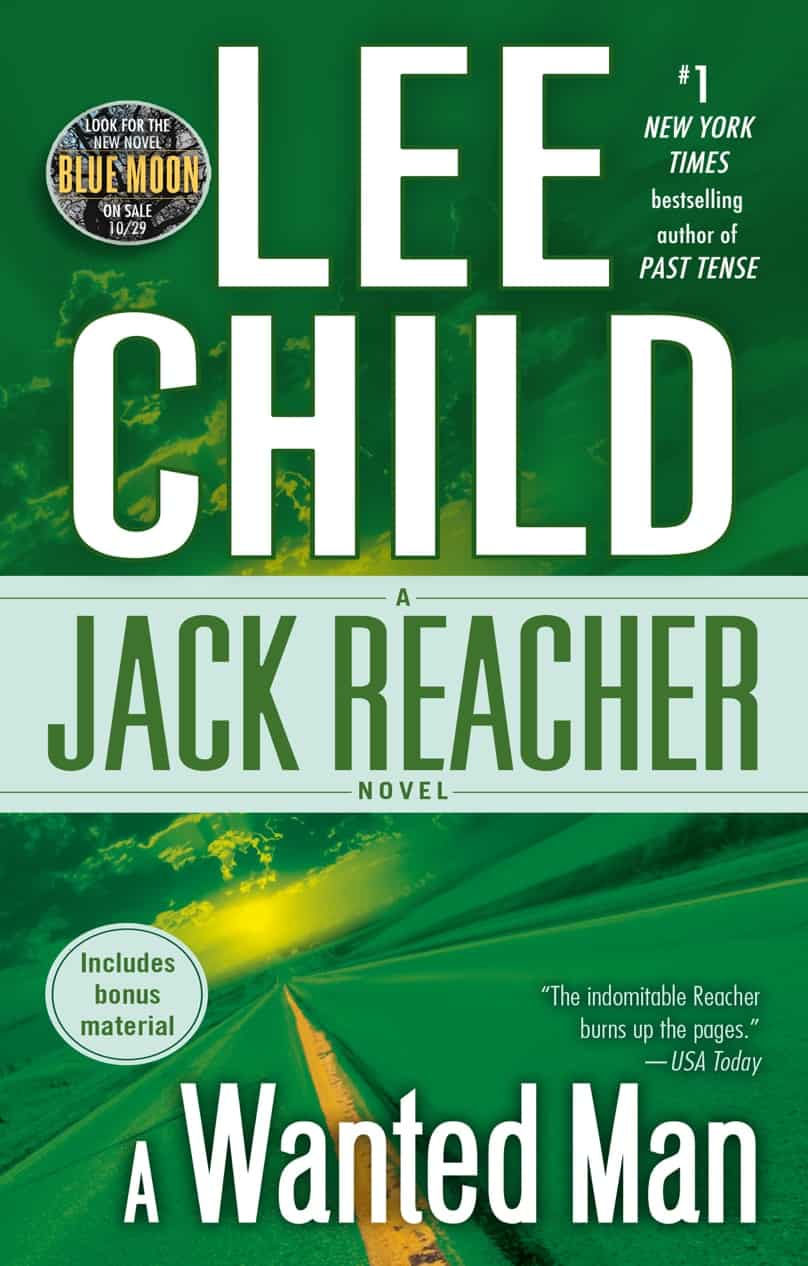 LEE
CHILD
LOOK FOR THE
NEW NOVEL
BLUE MOON
ON SALE
10/29
#1
NEW YORK
TIMES
bestselling
author of
PAST TENSE
A
JACK REACHER
NOVEL
Includes
bonus
material
“The indomitable Reacher
burns up the pages.”
—USA Today
A Wanted Man